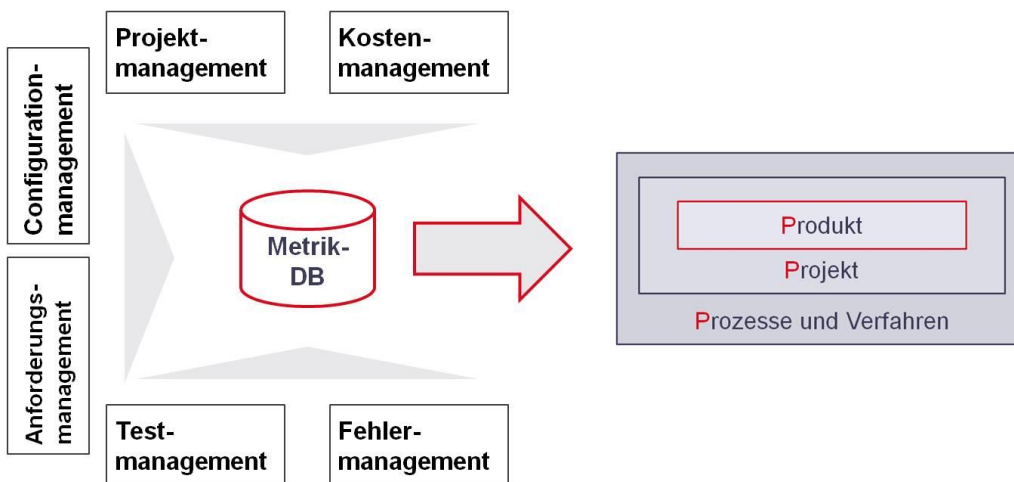 Projekt-
management
Kosten-
management
Configuration-
management
Anforderungs-
management
Metrik-
DB
Produkt
Projekt
Prozesse und Verfahren
Test-
management
Fehler-
management